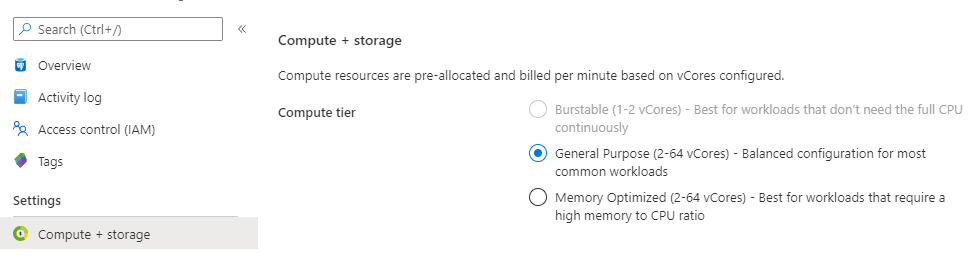 Search (Ctrl+/)
«
Overview
Activity log
Access control (IAM)
Tags
Settings
Compute + storage
Compute + storage
Compute resources are pre-allocated and billed per minute based on vCores configured.
Compute tier
Burstable (1-2 vCores) - Best for workloads that don't need the full CPU
continuously
General Purpose (2-64 vCores) - Balanced configuration for most
common workloads
Memory Optimized (2-64 vCores) - Best for workloads that require a
high memory to CPU ratio